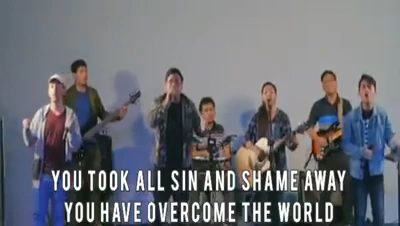 YOU TOOK ALL SIN AND SHAME AWAY
YOU HAVE OVERCOME THE WORLD